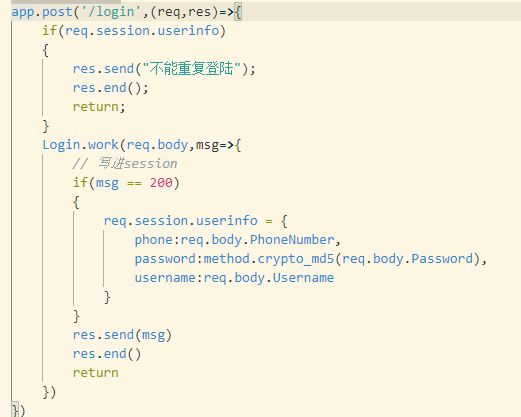 app.post('/login',(req,res)=>{
    if(req.session.userinfo)
    {
        res.send("不能重复登陆");
        res.end();
        return;
    }
    Login.work(req.body,msg=>{
        // 写进session
        if(msg == 200)
        {
            req.session.userinfo = {
                phone:req.body.PhoneNumber,
                password:method.crypto_md5(req.body.Password),
                username:req.body.Username
            }
        }
        res.send(msg)
        res.end()
        return
    })
})